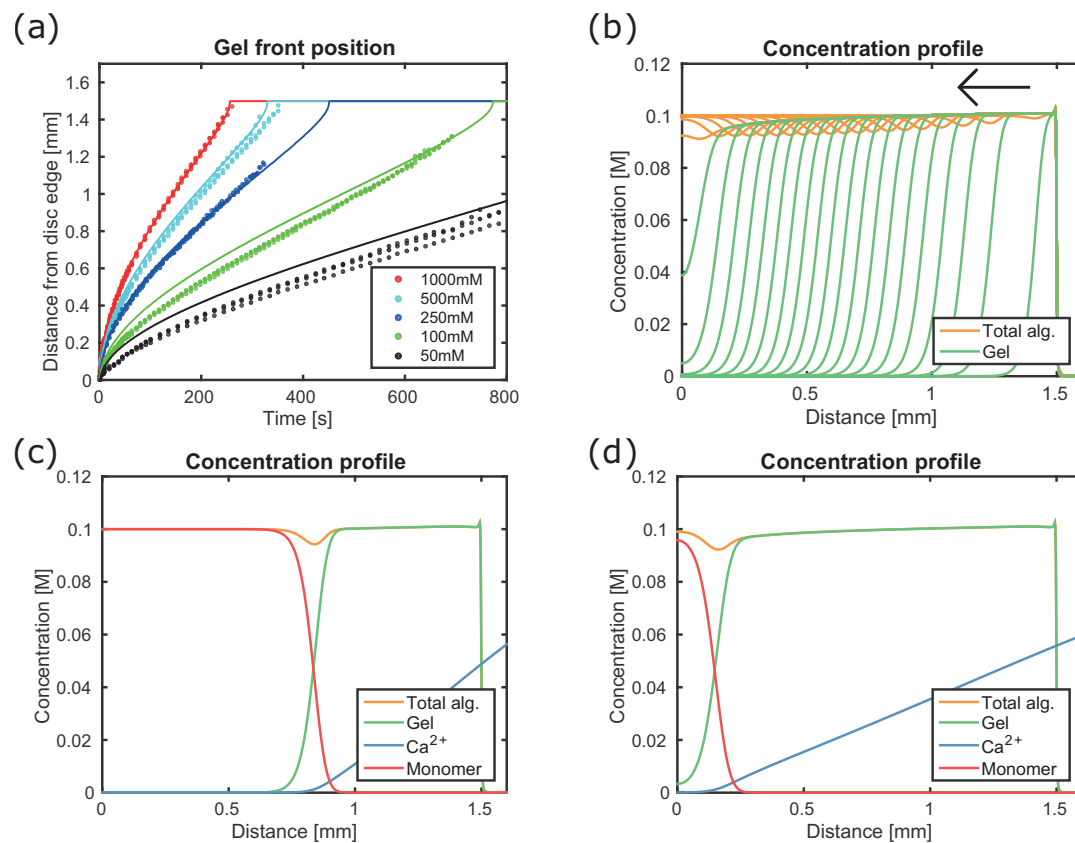 (a)
Gel front position
1.6
1.4
1.2
1
0.8
0.6
0.4
0.2
0
Distance from disc edge [mm]
0
200
400
600
800
Time [s]
1000mM
500mM
250mM
100mM
50mM
(b)
Concentration profile
0.12
0.1
0.08
0.06
0.04
0.02
0
Concentration [M]
0
0.5
1
1.5
Distance [mm]
Total alg.
Gel
(c)
Concentration profile
0.12
0.1
0.08
0.06
0.04
0.02
0
Concentration [M]
0
0.5
1
1.5
Distance [mm]
Total alg.
Gel
Ca²⁺
Monomer
(d)
Concentration profile
0.12
0.1
0.08
0.06
0.04
0.02
0
Concentration [M]
0
0.5
1
1.5
Distance [mm]
Total alg.
Gel
Ca²⁺
Monomer